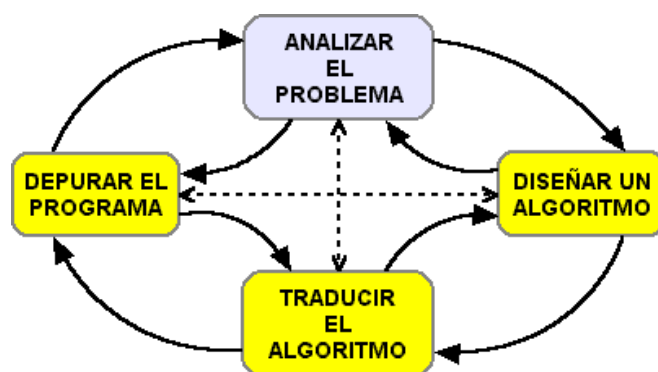 ANALIZAR
EL
PROBLEMA
DEPURAR EL
PROGRAMA
DISEÑAR UN
ALGORITMO
TRADUCIR
EL
ALGORITMO